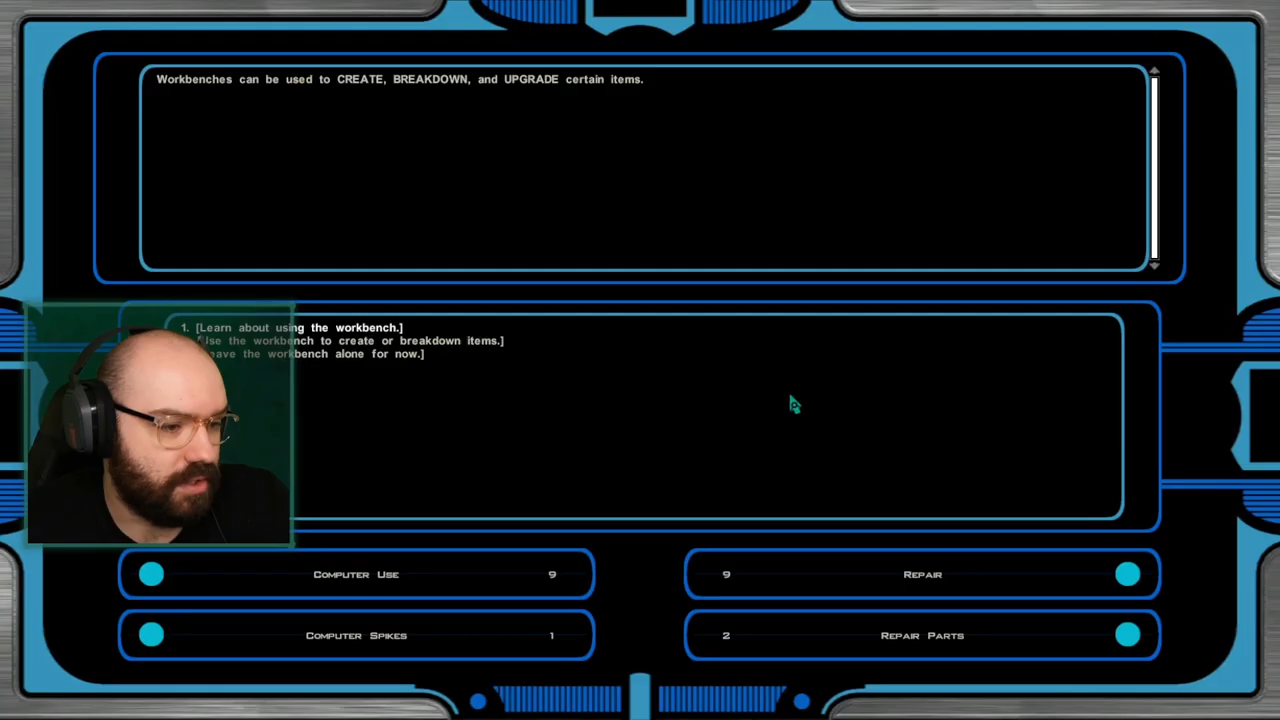 Workbenches can be used to CREATE, BREAKDOWN, and UPGRADE certain items.
1. [Learn about using the workbench.]
[Use the workbench to create or breakdown items.]
the workbench alone for now.]
Computer Use 9
9 Repair
Computer Spikes 1
2 Repair Parts